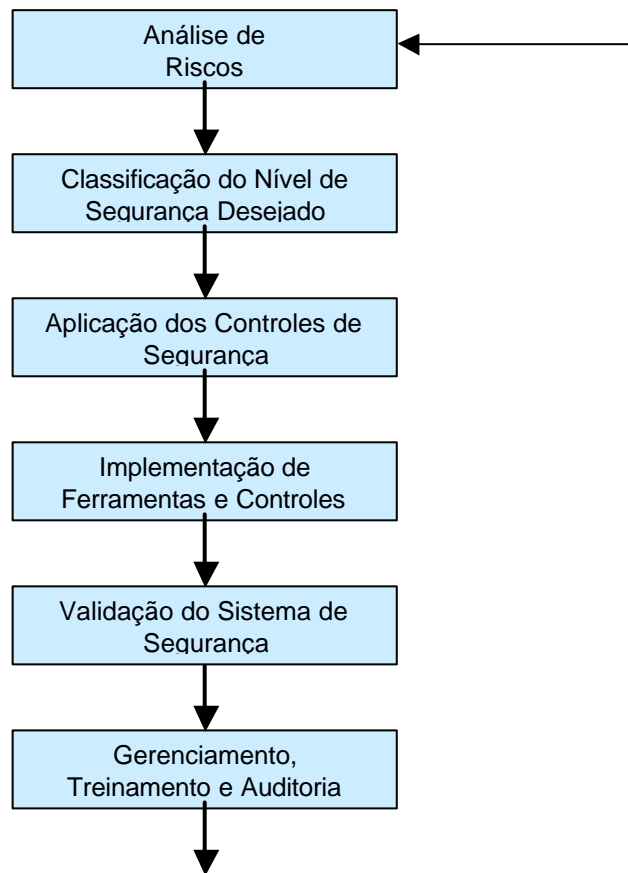 Análise de
Riscos
Classificação do Nível de
Segurança Desejado
Aplicação dos Controles de
Segurança
Implementação de
Ferramentas e Controles
Validação do Sistema de
Segurança
Gerenciamento,
Treinamento e Auditoria